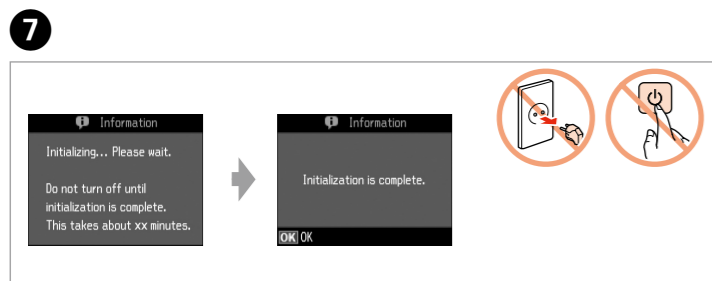 7
Information
Initializing... Please wait.
Do not turn off until
initialization is complete.
This takes about xx minutes.
Information
Initialization is complete.
OK OK